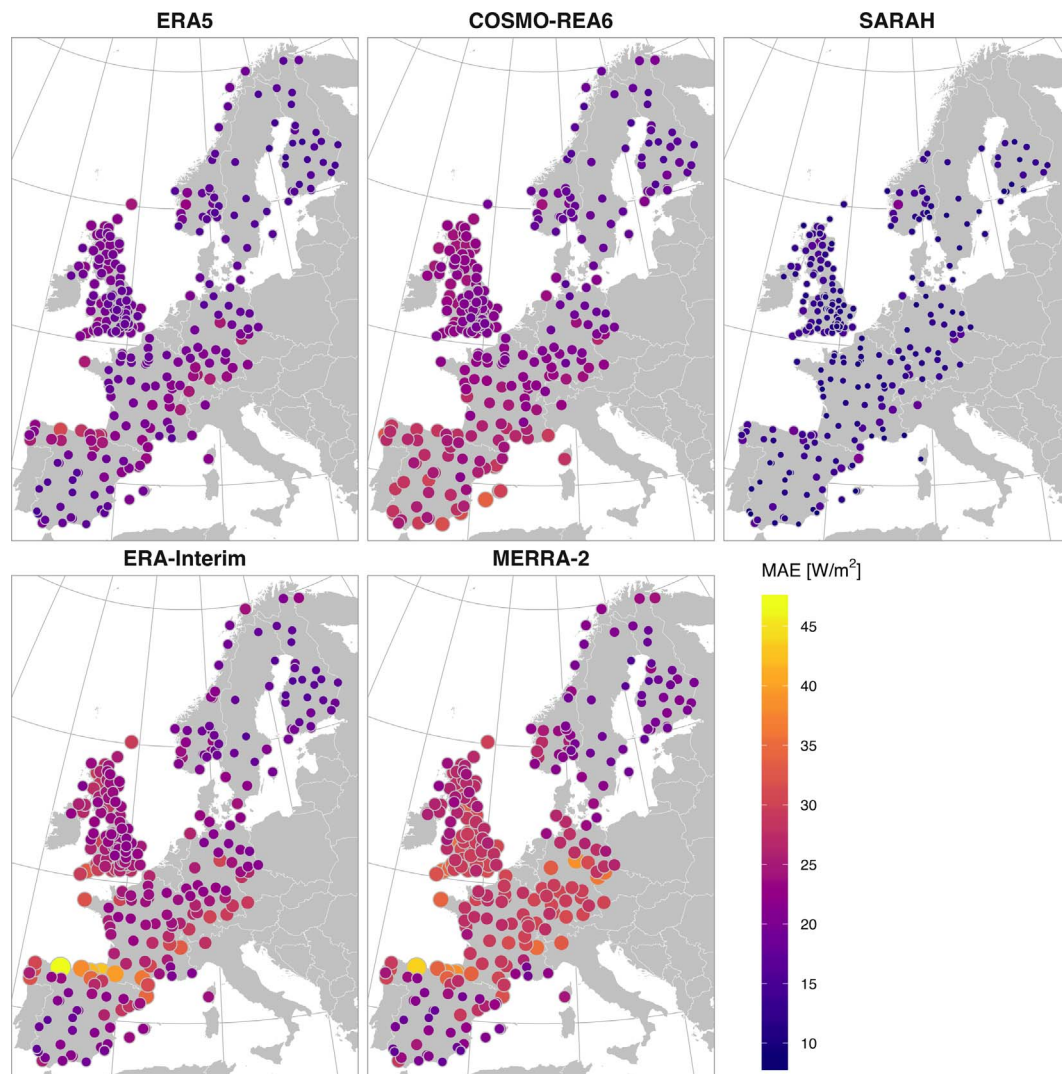 ERA5
COSMO-REA6
SARAH
ERA-Interim
MERRA-2
MAE [W/m²]
45
40
35
30
25
20
15
10